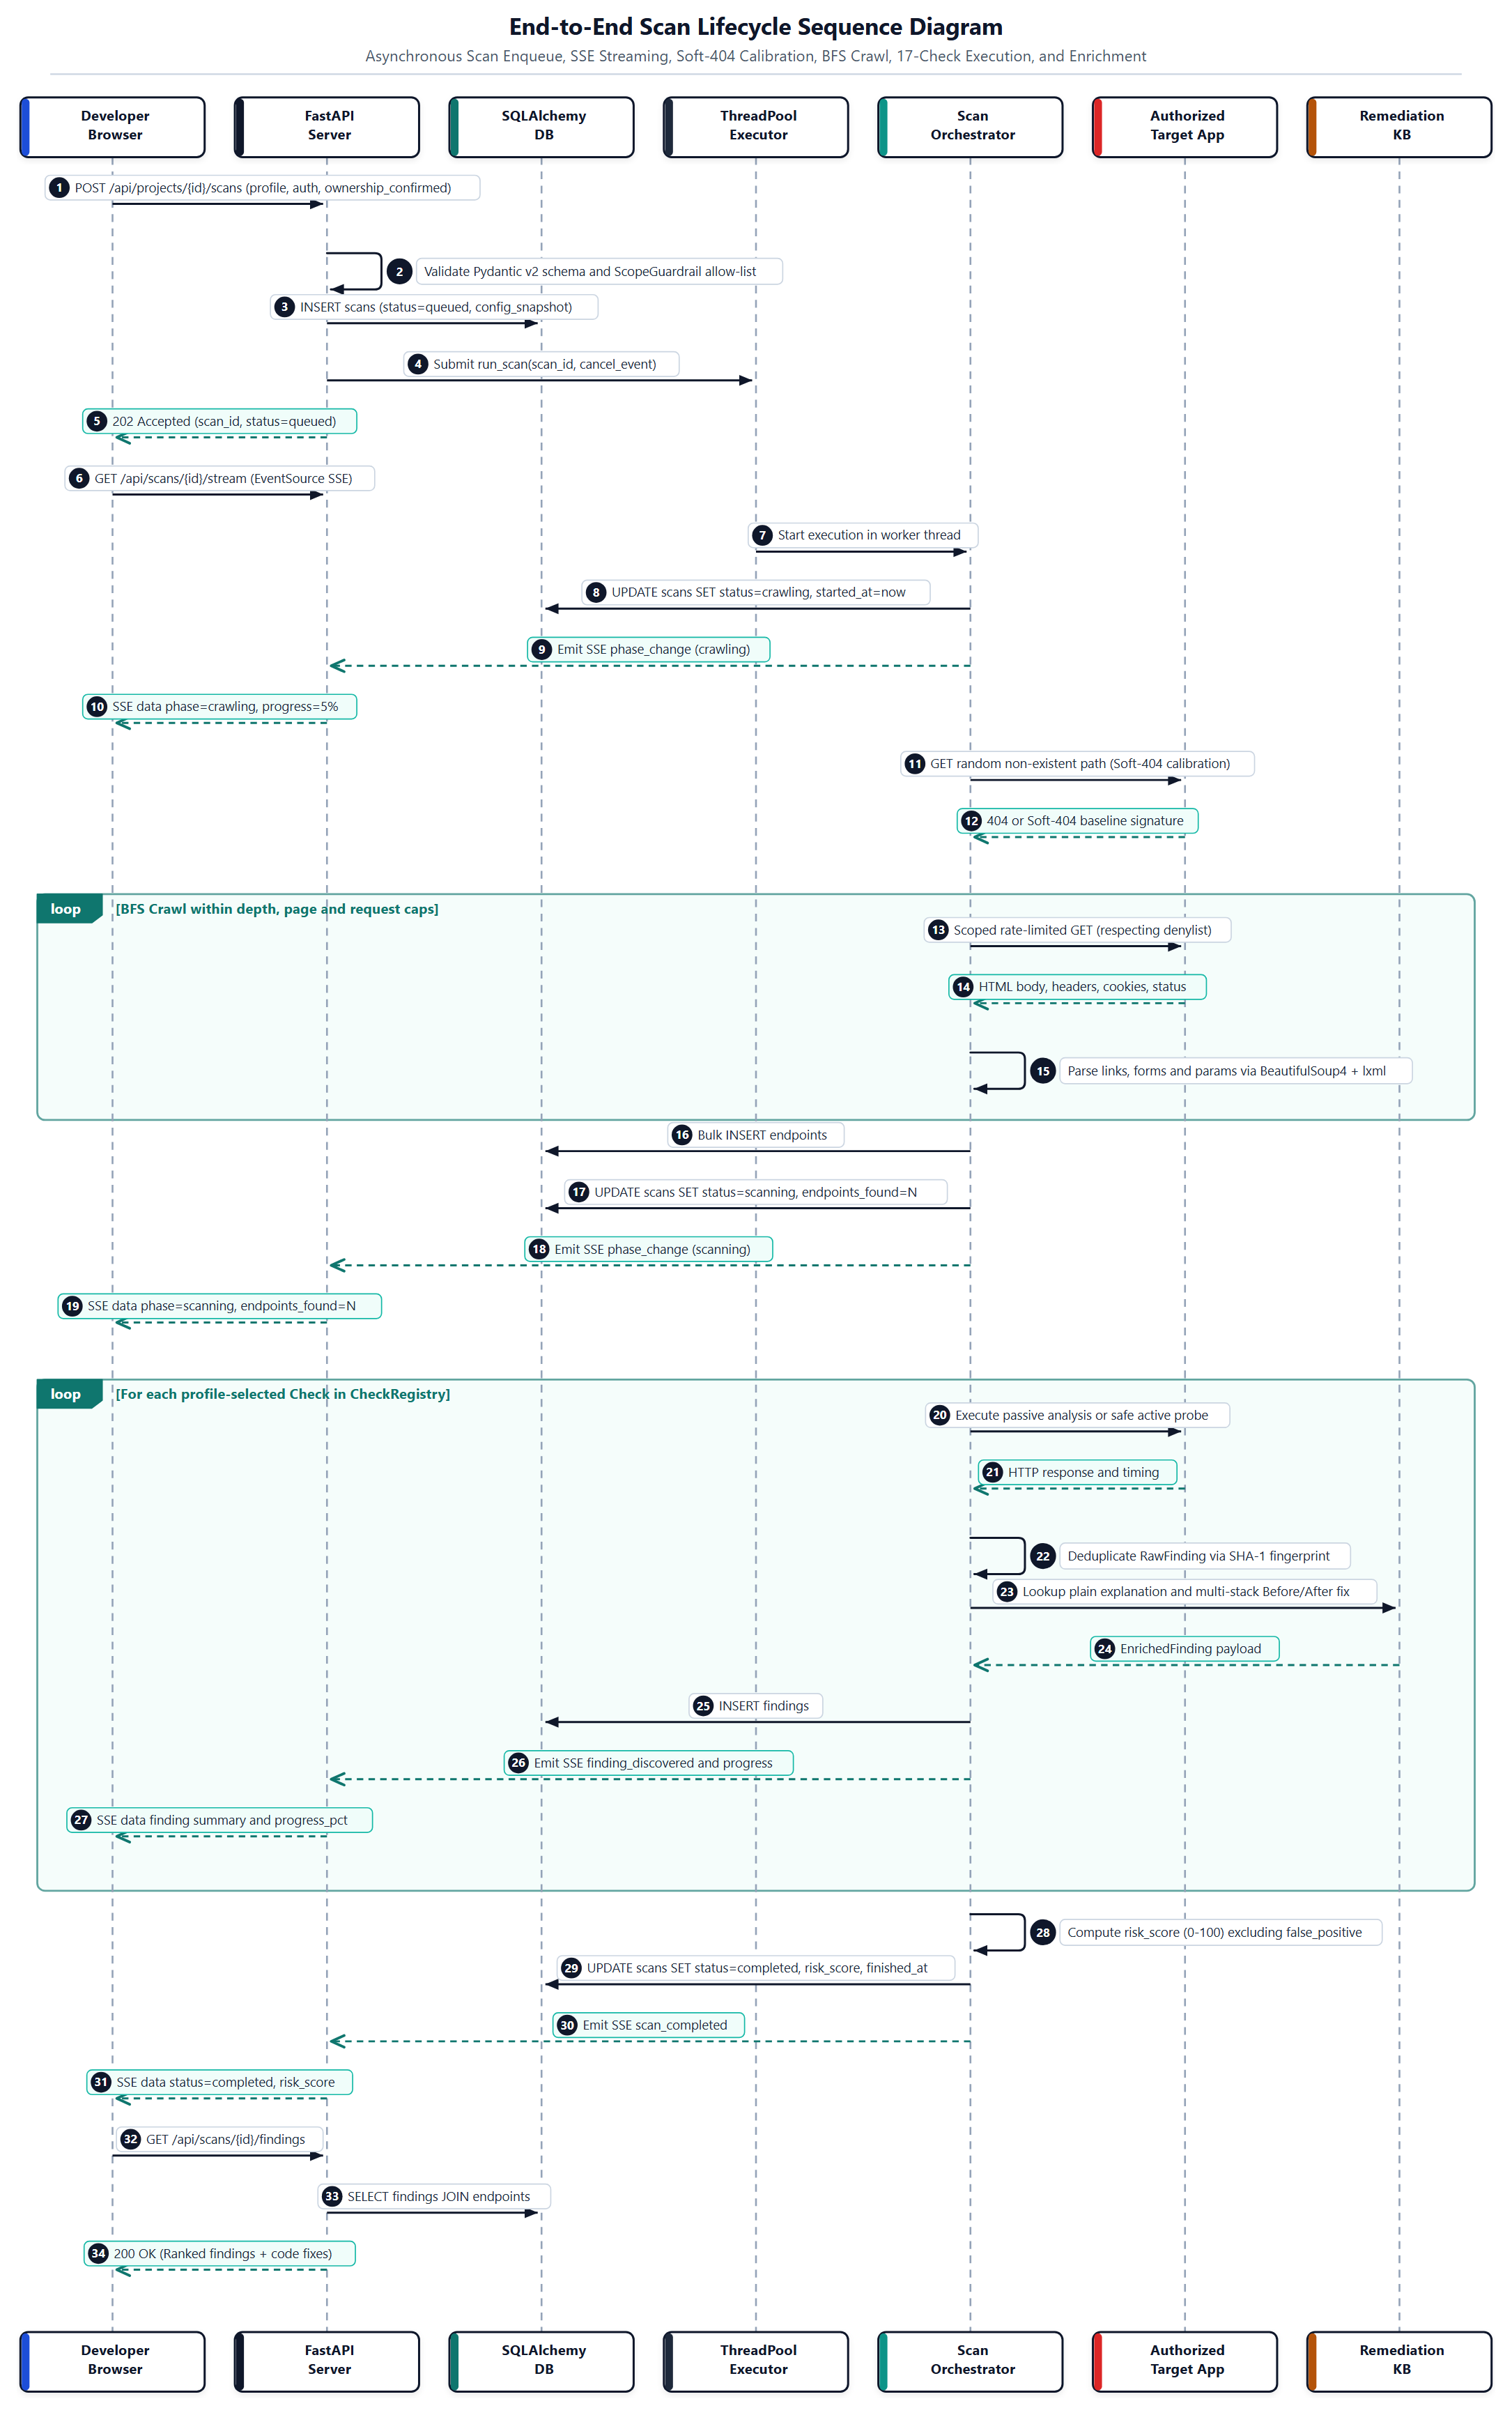 End-to-End Scan Lifecycle Sequence Diagram
Asynchronous Scan Enqueue, SSE Streaming, Soft-404 Calibration, BFS Crawl, 17-Check Execution, and Enrichment
Developer
Browser
FastAPI
Server
SQLAlchemy
DB
ThreadPool
Executor
Scan
Orchestrator
Authorized
Target App
Remediation
KB
1 POST /api/projects/{id}/scans (profile, auth, ownership_confirmed)
2 Validate Pydantic v2 schema and ScopeGuardrail allow-list
3 INSERT scans (status=queued, config_snapshot)
4 Submit run_scan(scan_id, cancel_event)
5 202 Accepted (scan_id, status=queued)
6 GET /api/scans/{id}/stream (EventSource SSE)
7 Start execution in worker thread
8 UPDATE scans SET status=crawling, started_at=now
9 Emit SSE phase_change (crawling)
10 SSE data phase=crawling, progress=5%
11 GET random non-existent path (Soft-404 calibration)
12 404 or Soft-404 baseline signature
loop [BFS Crawl within depth, page and request caps]
13 Scoped rate-limited GET (respecting denylist)
14 HTML body, headers, cookies, status
15 Parse links, forms and params via BeautifulSoup4 + lxml
16 Bulk INSERT endpoints
17 UPDATE scans SET status=scanning, endpoints_found=N
18 Emit SSE phase_change (scanning)
19 SSE data phase=scanning, endpoints_found=N
loop [For each profile-selected Check in CheckRegistry]
20 Execute passive analysis or safe active probe
21 HTTP response and timing
22 Deduplicate RawFinding via SHA-1 fingerprint
23 Lookup plain explanation and multi-stack Before/After fix
24 EnrichedFinding payload
25 INSERT findings
26 Emit SSE finding_discovered and progress
27 SSE data finding summary and progress_pct
28 Compute risk_score (0-100) excluding false_positive
29 UPDATE scans SET status=completed, risk_score, finished_at
30 Emit SSE scan_completed
31 SSE data status=completed, risk_score
32 GET /api/scans/{id}/findings
33 SELECT findings JOIN endpoints
34 200 OK (Ranked findings + code fixes)
Developer
Browser
FastAPI
Server
SQLAlchemy
DB
ThreadPool
Executor
Scan
Orchestrator
Authorized
Target App
Remediation
KB